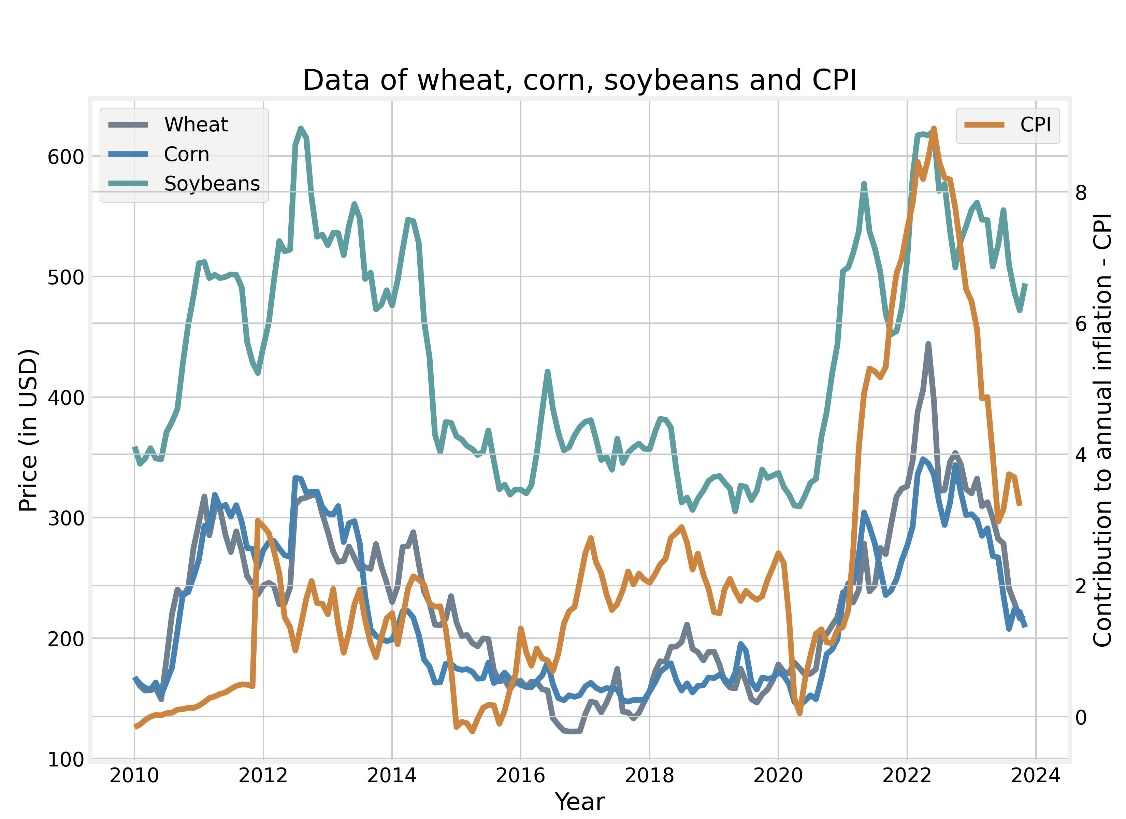 Data of wheat, corn, soybeans and CPI
Wheat
Corn
Soybeans
CPI
600
500
400
300
200
100
Price (in USD)
8
6
4
2
0
Contribution to annual inflation - CPI
2010 2012 2014 2016 2018 2020 2022 2024
Year